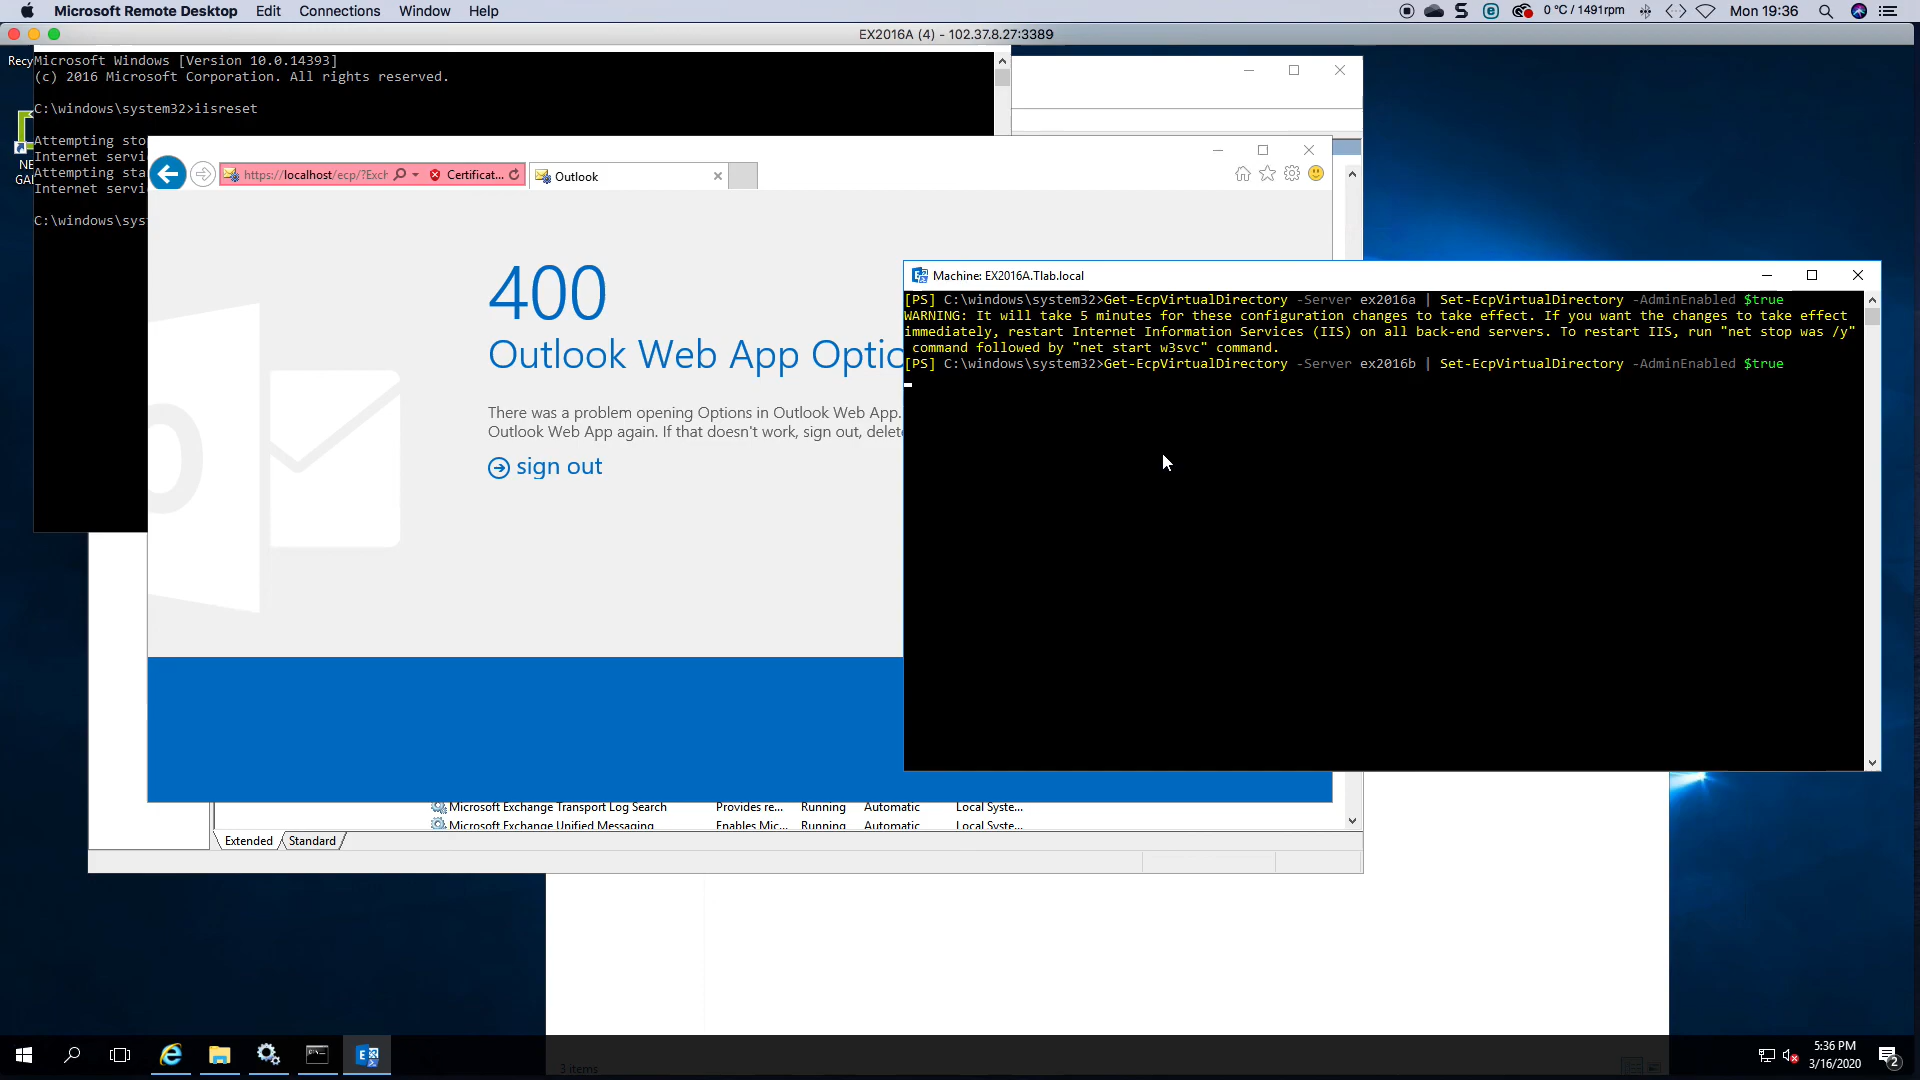 Microsoft Remote Desktop Edit Connections Window Help
0 °C / 1491rpm
Mon 19:36
EX2016A (4) - 102.37.8.27:3389
Recy
Microsoft Windows [Version 10.0.14393]
(c) 2016 Microsoft Corporation. All rights reserved.
C:\windows\system32>iisreset
Attempting sto
Internet servi
Attempting sta
Internet servi
C:\windows\sys
NE
GA
https://localhost/ecp/?Exch
Certificat...
Outlook
400
Outlook Web App Optio
There was a problem opening Options in Outlook Web App.
Outlook Web App again. If that doesn't work, sign out, delete
sign out
Machine: EX2016A.Tlab.local
[PS] C:\windows\system32>Get-EcpVirtualDirectory -Server ex2016a | Set-EcpVirtualDirectory -AdminEnabled $true
WARNING: It will take 5 minutes for these configuration changes to take effect. If you want the changes to take effect
immediately, restart Internet Information Services (IIS) on all back-end servers. To restart IIS, run "net stop was /y"
command followed by "net start w3svc" command.
[PS] C:\windows\system32>Get-EcpVirtualDirectory -Server ex2016b | Set-EcpVirtualDirectory -AdminEnabled $true
Microsoft Exchange Transport Log Search Provides re... Running Automatic Local Syste...
Microsoft Exchange Unified Messaging Enables Mic... Running Automatic Local Syste...
Extended Standard
3 items
5:36 PM
3/16/2020
2